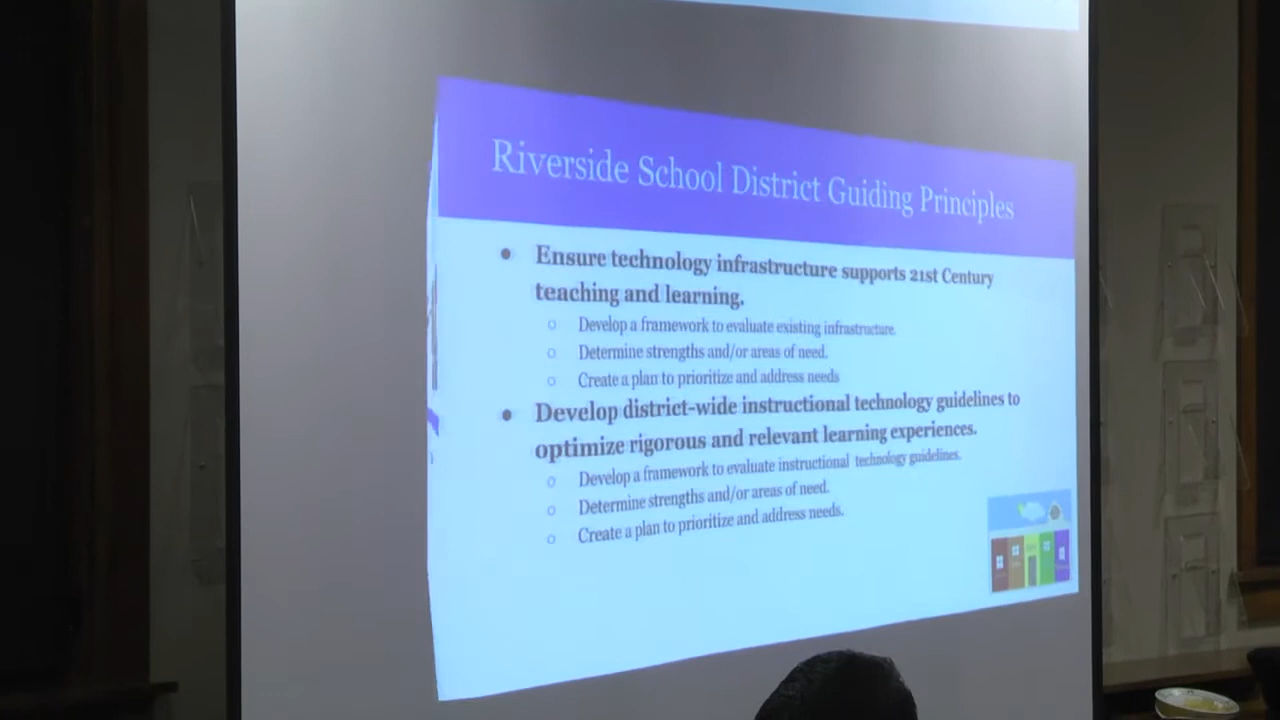 Riverside School District Guiding Principles
• Ensure technology infrastructure supports 21st Century
teaching and learning.
o Develop a framework to evaluate existing infrastructure.
o Determine strengths and/or areas of need.
o Create a plan to prioritize and address needs
• Develop district-wide instructional technology guidelines to
optimize rigorous and relevant learning experiences.
o Develop a framework to evaluate instructional technology guidelines.
o Determine strengths and/or areas of need.
o Create a plan to prioritize and address needs.